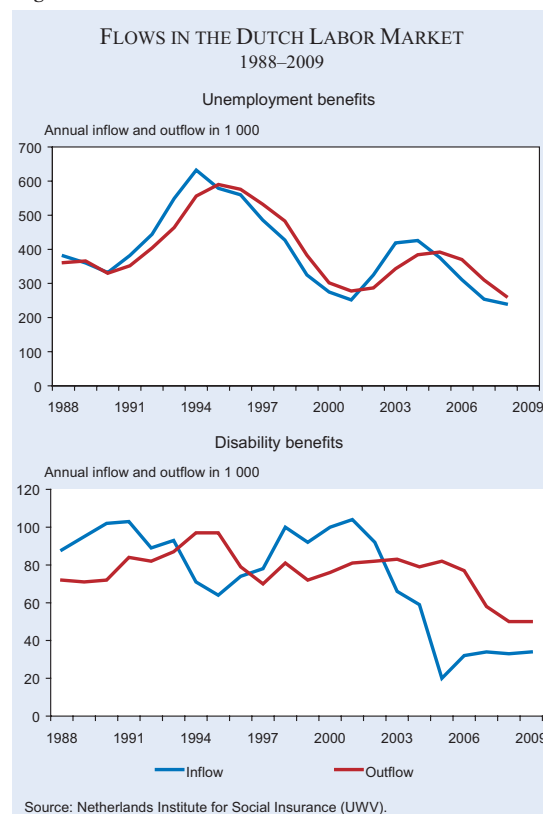 FLOWS IN THE DUTCH LABOR MARKET
1988–2009
Unemployment benefits
Annual inflow and outflow in 1 000
700
600
500
400
300
200
100
0
1988 1991 1994 1997 2000 2003 2006 2009
Disability benefits
Annual inflow and outflow in 1 000
120
100
80
60
40
20
0
1988 1991 1994 1997 2000 2003 2006 2009
Inflow Outflow
Source: Netherlands Institute for Social Insurance (UWV).